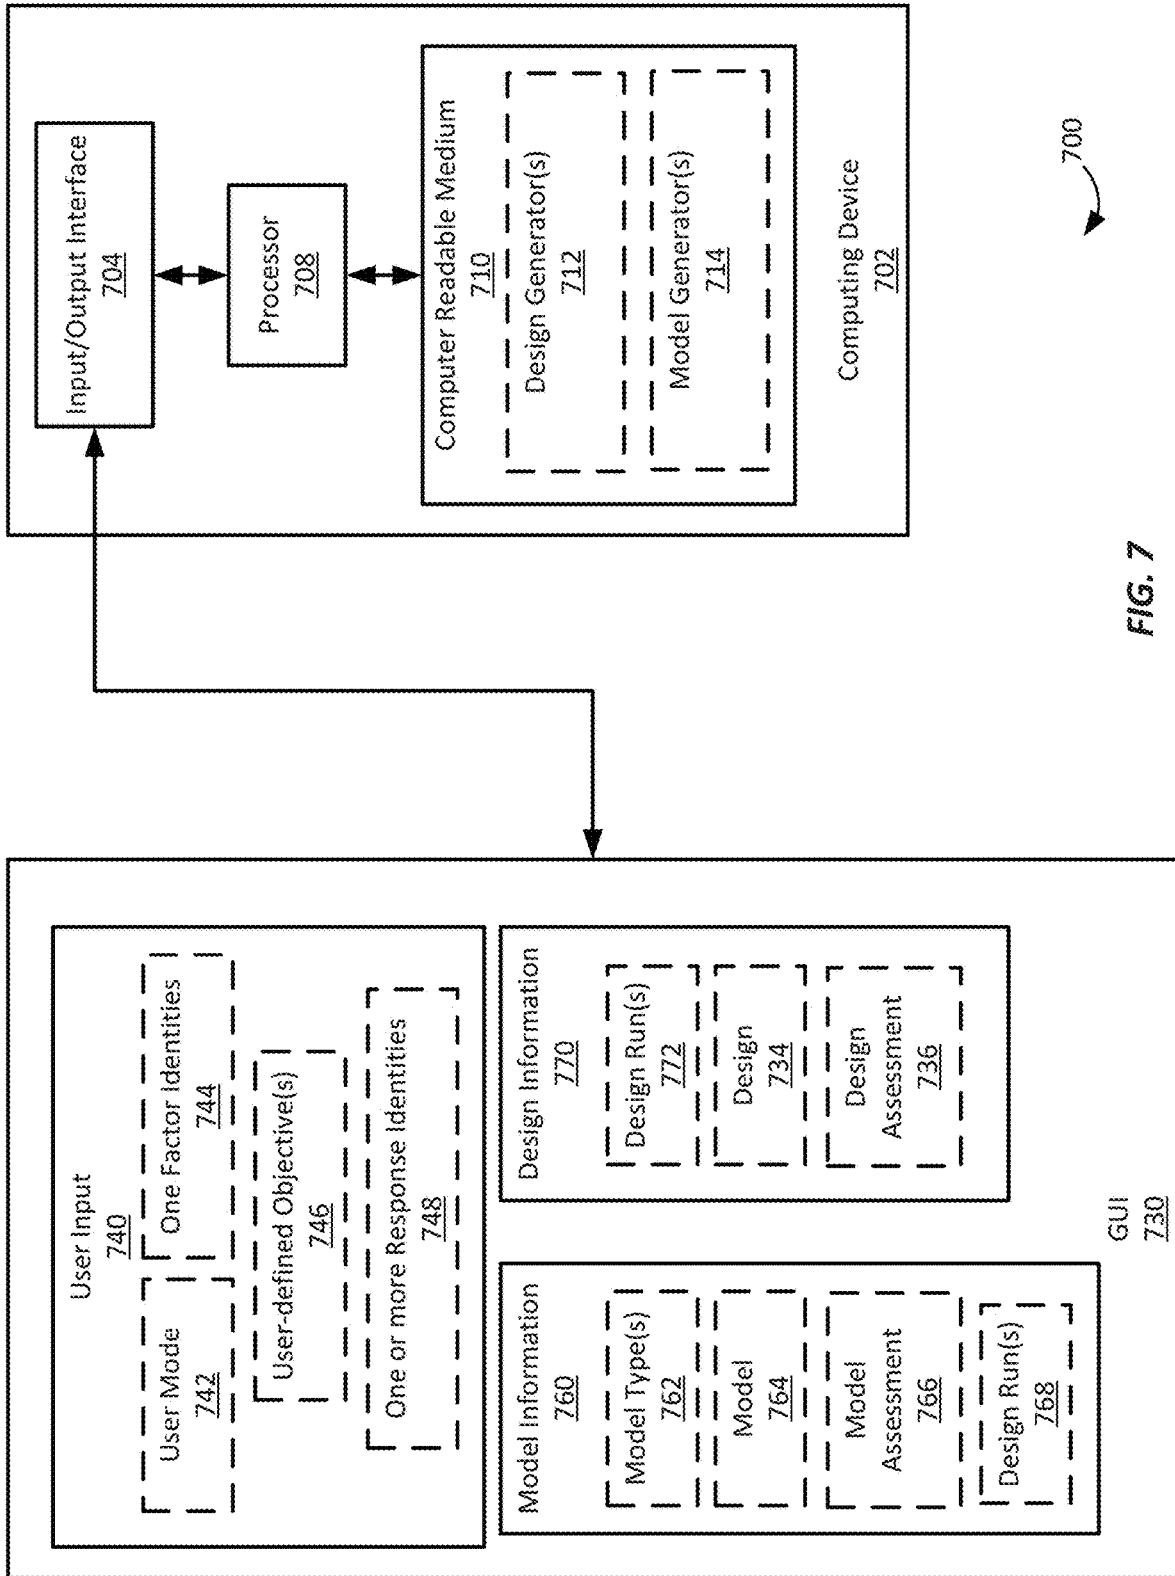 User Input
740
User Mode
742
One Factor Identities
744
User-defined Objective(s)
746
One or more Response Identities
748
Model Information
760
Model Type(s)
762
Model
764
Model
Assessment
766
Design Run(s)
768
Design Information
770
Design Run(s)
772
Design
734
Design
Assessment
736
GUI
730
Input/Output Interface
704
Processor
708
Computer Readable Medium
710
Design Generator(s)
712
Model Generator(s)
714
Computing Device
702
700
FIG. 7